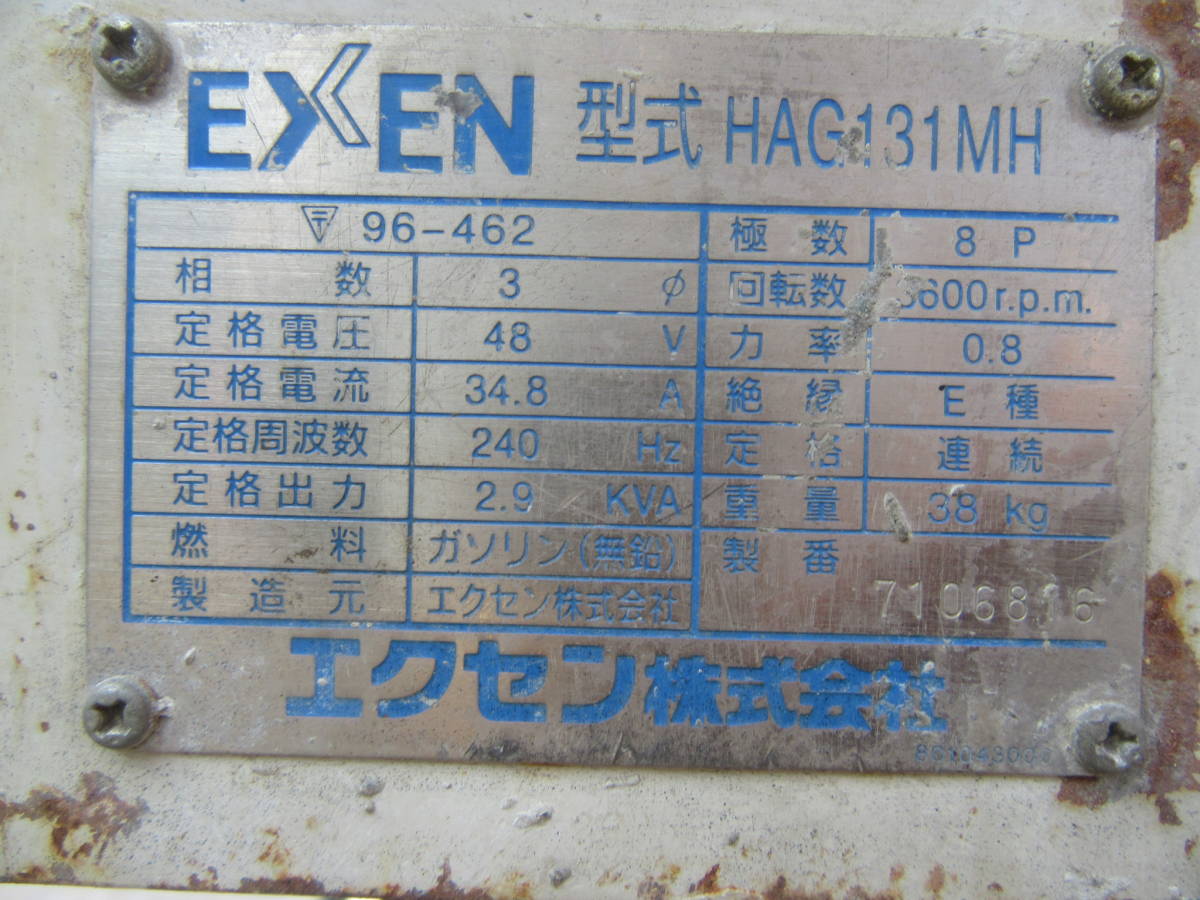 EXEN 型式 HAG131MH
〒 96-462 極数 8 P
相数 3 φ 回転数 3600 r.p.m.
定格電圧 48 V 力率 0.8
定格電流 34.8 A 絶縁 E 種
定格周波数 240 Hz 定格 連続
定格出力 2.9 KVA 重量 38 kg
燃料 ガソリン(無鉛) 製番 7106816
製造元 エクセン株式会社
エクセン株式会社